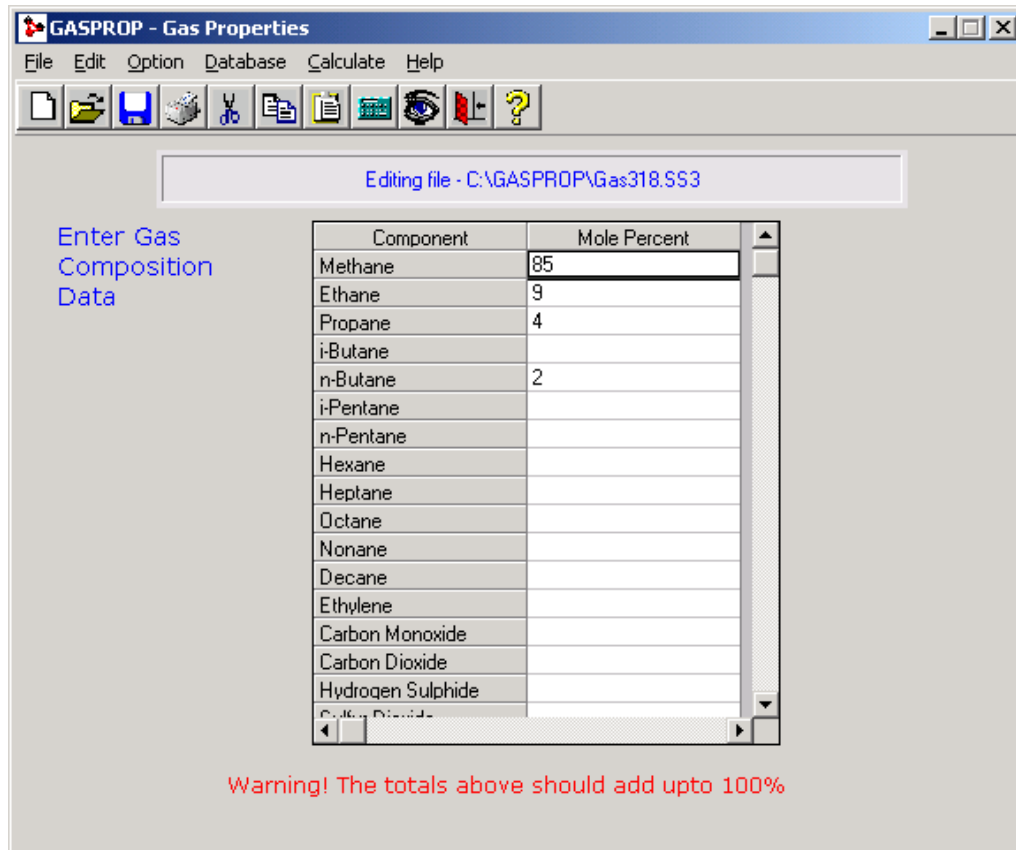 GASPROP - Gas Properties
File Edit Option Database Calculate Help
Editing file - C:\GASPROP\Gas318.SS3
Enter Gas
Composition
Data
Component Mole Percent
Methane 85
Ethane 9
Propane 4
i-Butane
n-Butane 2
i-Pentane
n-Pentane
Hexane
Heptane
Octane
Nonane
Decane
Ethylene
Carbon Monoxide
Carbon Dioxide
Hydrogen Sulphide
Warning! The totals above should add upto 100%